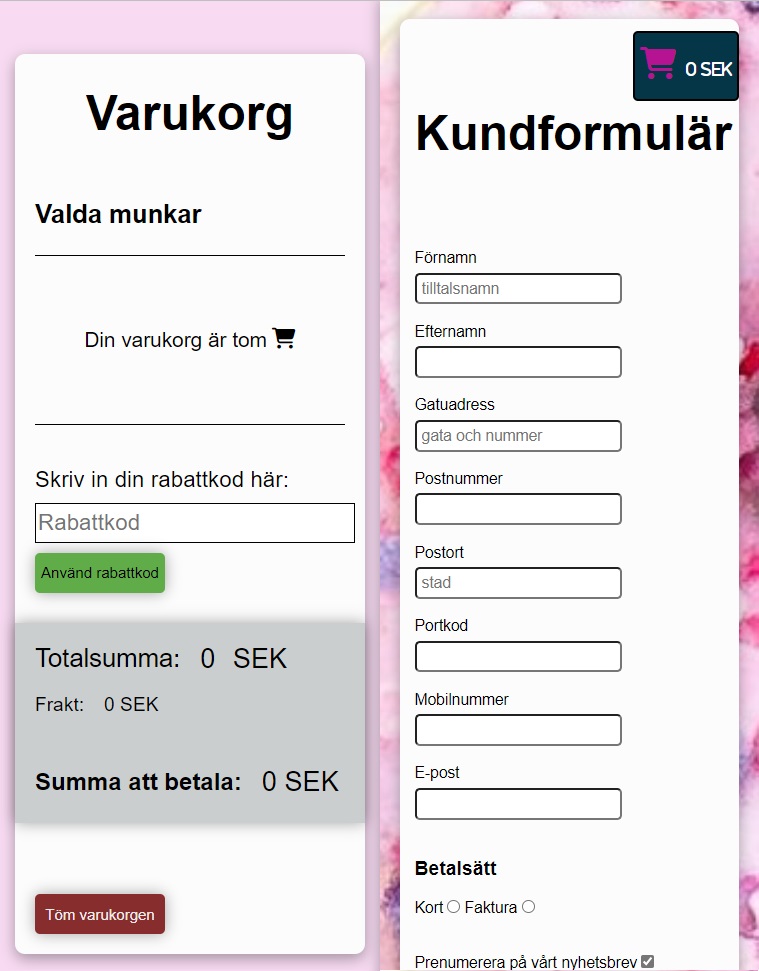 Varukorg
Valda munkar
Din varukorg är tom
Skriv in din rabattkod här:
Rabattkod
Använd rabattkod
Totalsumma: 0 SEK
Frakt: 0 SEK
Summa att betala: 0 SEK
Töm varukorgen
0 SEK
Kundformulär
Förnamn
tilltalsnamn
Efternamn
Gatuadress
gata och nummer
Postnummer
Postort
stad
Portkod
Mobilnummer
E-post
Betalsätt
Kort Faktura
Prenumerera på vårt nyhetsbrev